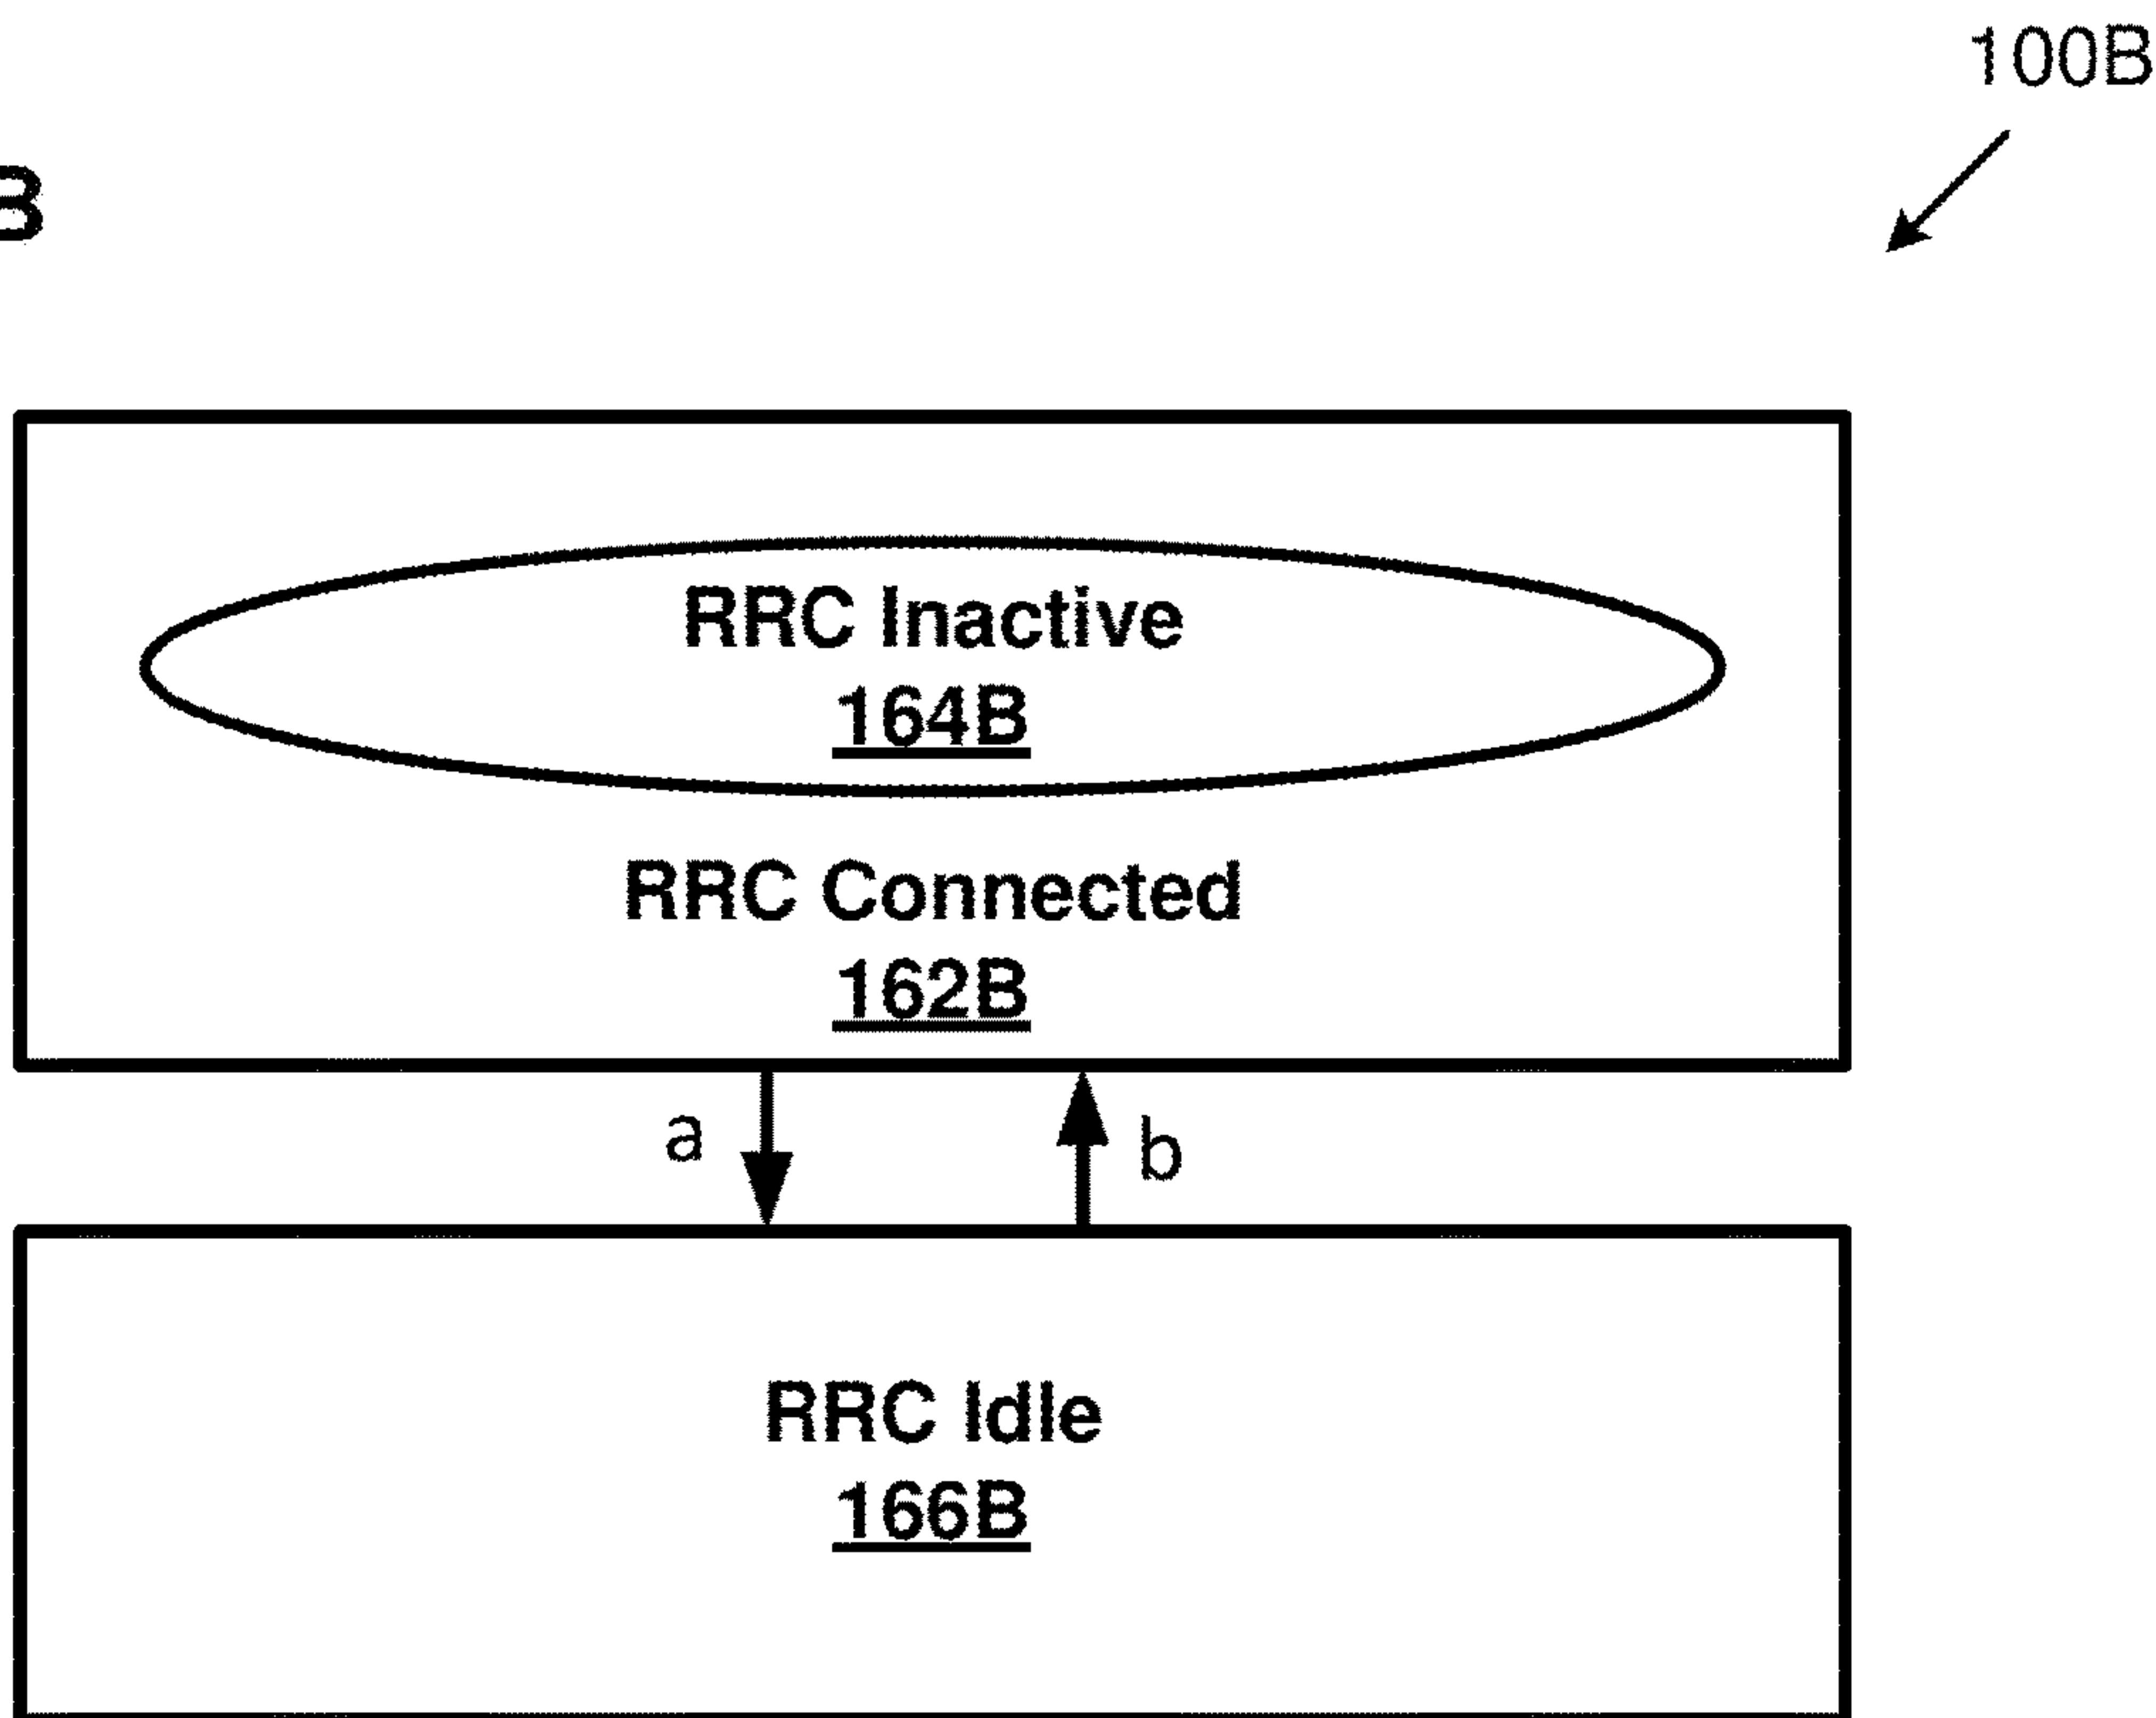 100B
B
RRC Inactive
164B
RRC Connected
162B
a
b
RRC Idle
166B